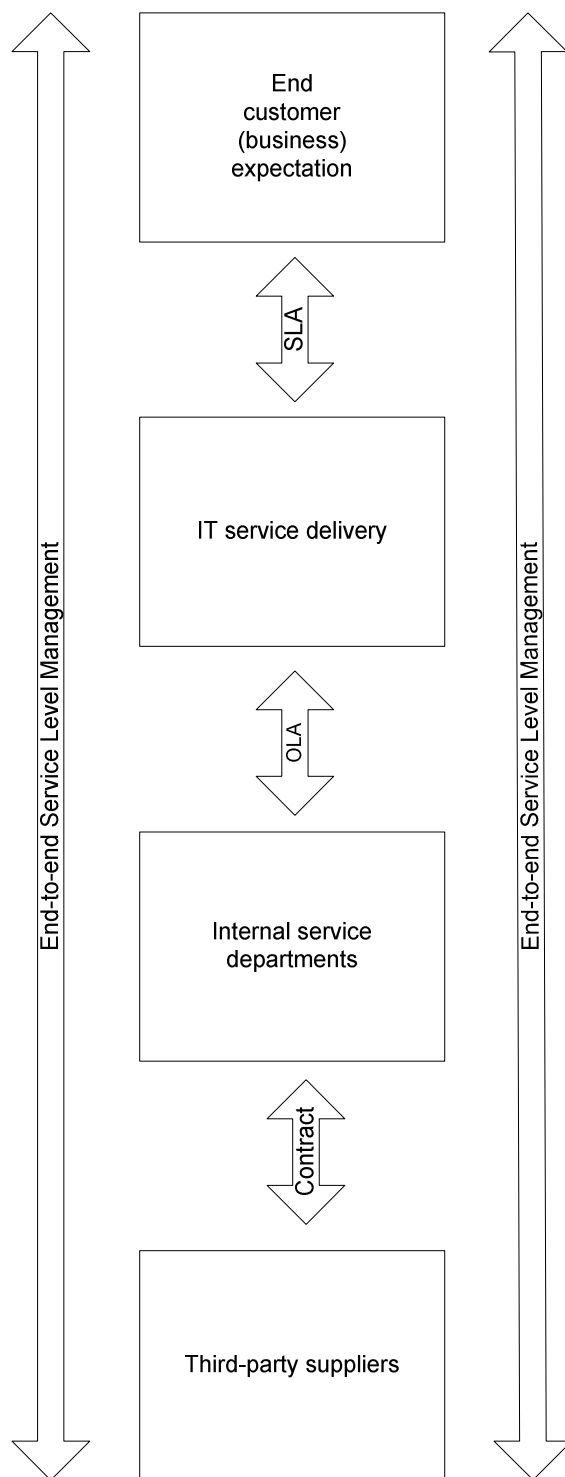 End
customer
(business)
expectation
SLA
IT service delivery
End-to-end Service Level Management
End-to-end Service Level Management
OLA
Internal service
departments
Contract
Third-party suppliers